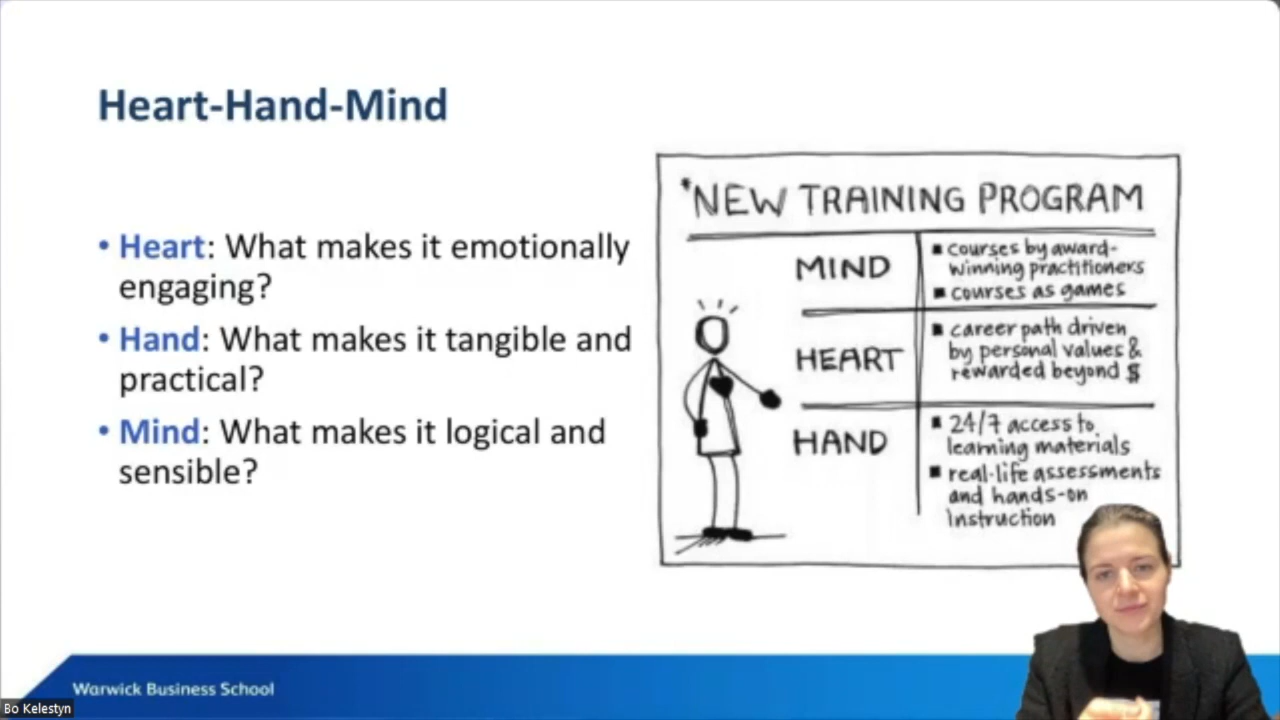 Heart-Hand-Mind
• Heart: What makes it emotionally
engaging?
• Hand: What makes it tangible and
practical?
• Mind: What makes it logical and
sensible?
*NEW TRAINING PROGRAM
MIND
▪ courses by award-
winning practitioners
▪ courses as games
HEART
▪ career path driven
by personal values &
rewarded beyond $
HAND
▪ 24/7 access to
learning materials
▪ real-life assessments
and hands-on
instruction
Warwick Business School
Bo Kelestyn